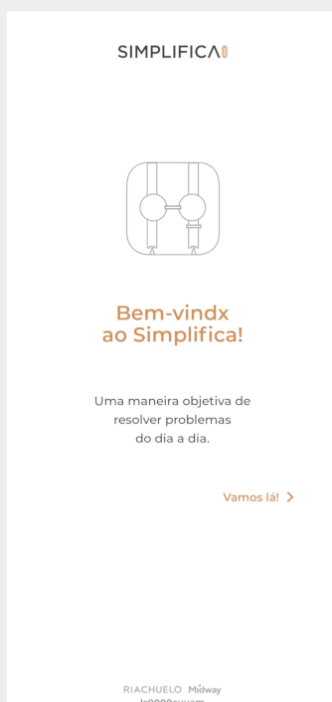 SIMPLIFICA
Bem-vindx
ao Simplifica!
Uma maneira objetiva de
resolver problemas
do dia a dia.
Vamos lá!
RIACHUELO Midway